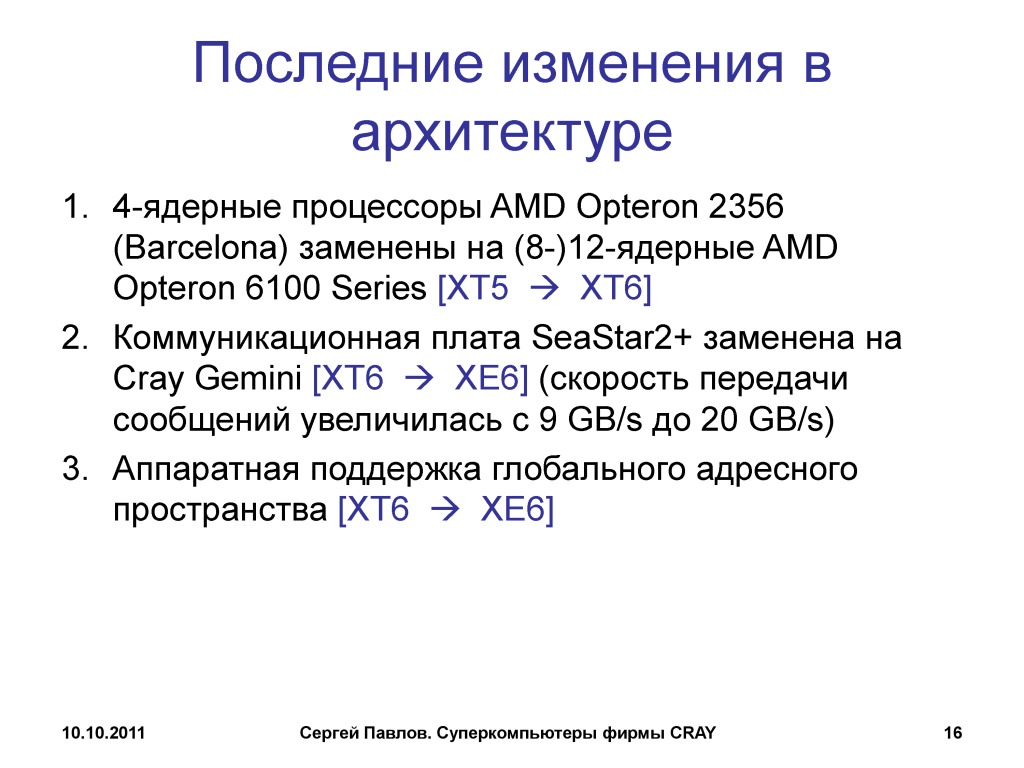 Последние изменения в
архитектуре
1. 4-ядерные процессоры AMD Opteron 2356
(Barcelona) заменены на (8-)12-ядерные AMD
Opteron 6100 Series [XT5 → XT6]
2. Коммуникационная плата SeaStar2+ заменена на
Cray Gemini [XT6 → XE6] (скорость передачи
сообщений увеличилась с 9 GB/s до 20 GB/s)
3. Аппаратная поддержка глобального адресного
пространства [XT6 → XE6]
10.10.2011 Сергей Павлов. Суперкомпьютеры фирмы CRAY 16